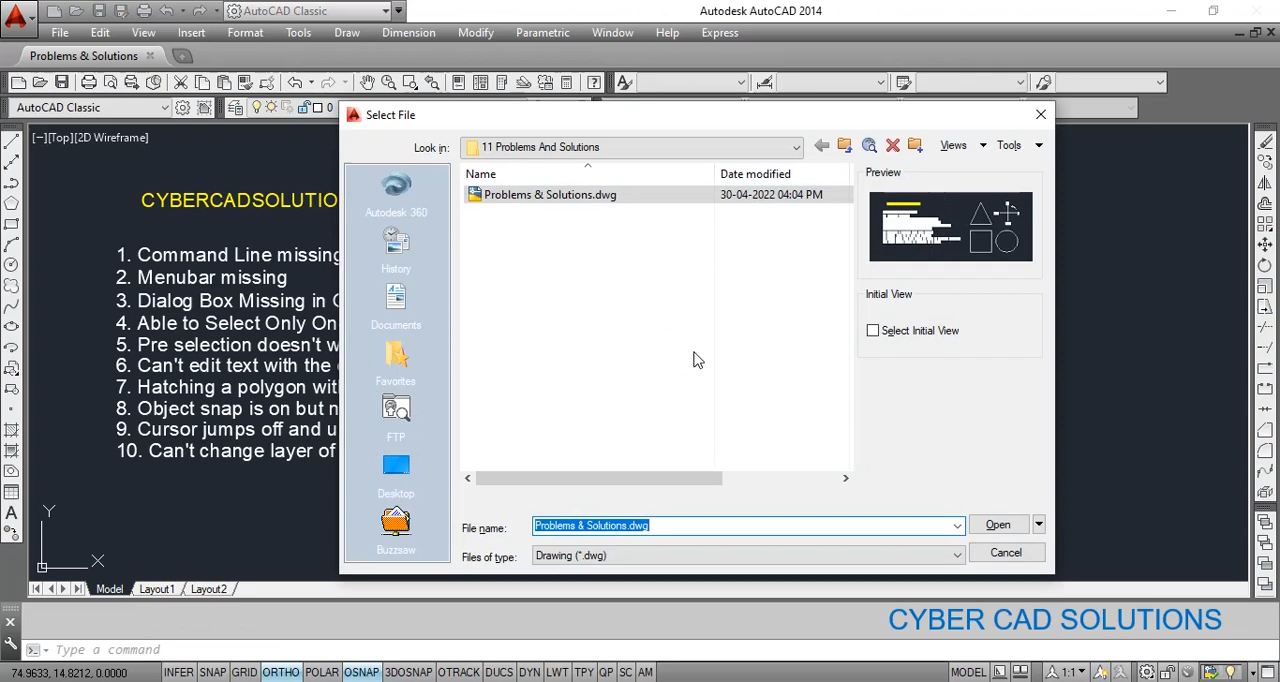 AutoCAD Classic
Autodesk AutoCAD 2014
File Edit View Insert Format Tools Draw Dimension Modify Parametric Window Help Express
Problems & Solutions
AutoCAD Classic
0
[−][Top][2D Wireframe]
CYBERCADSOLUTIO
1. Command Line missing
2. Menubar missing
3. Dialog Box Missing in
4. Able to Select Only On
5. Pre selection doesn't w
6. Can't edit text with the
7. Hatching a polygon wit
8. Object snap is on but n
9. Cursor jumps off and u
10. Can't change layer of
Y
X
Select File
Look in: 11 Problems And Solutions Views Tools
Name Date modified
Problems & Solutions.dwg 30-04-2022 04:04 PM
Autodesk 360
History
Documents
Favorites
FTP
Desktop
Buzzsaw
Preview
Initial View
Select Initial View
File name: Problems & Solutions.dwg Open
Files of type: Drawing (*.dwg) Cancel
Model Layout1 Layout2
CYBER CAD SOLUTIONS
Type a command
74.9633, 14.8212, 0.0000 INFER SNAP GRID ORTHO POLAR OSNAP 3DOSNAP OTRACK DUCS DYN LWT TPY QP SC AM MODEL 1:1